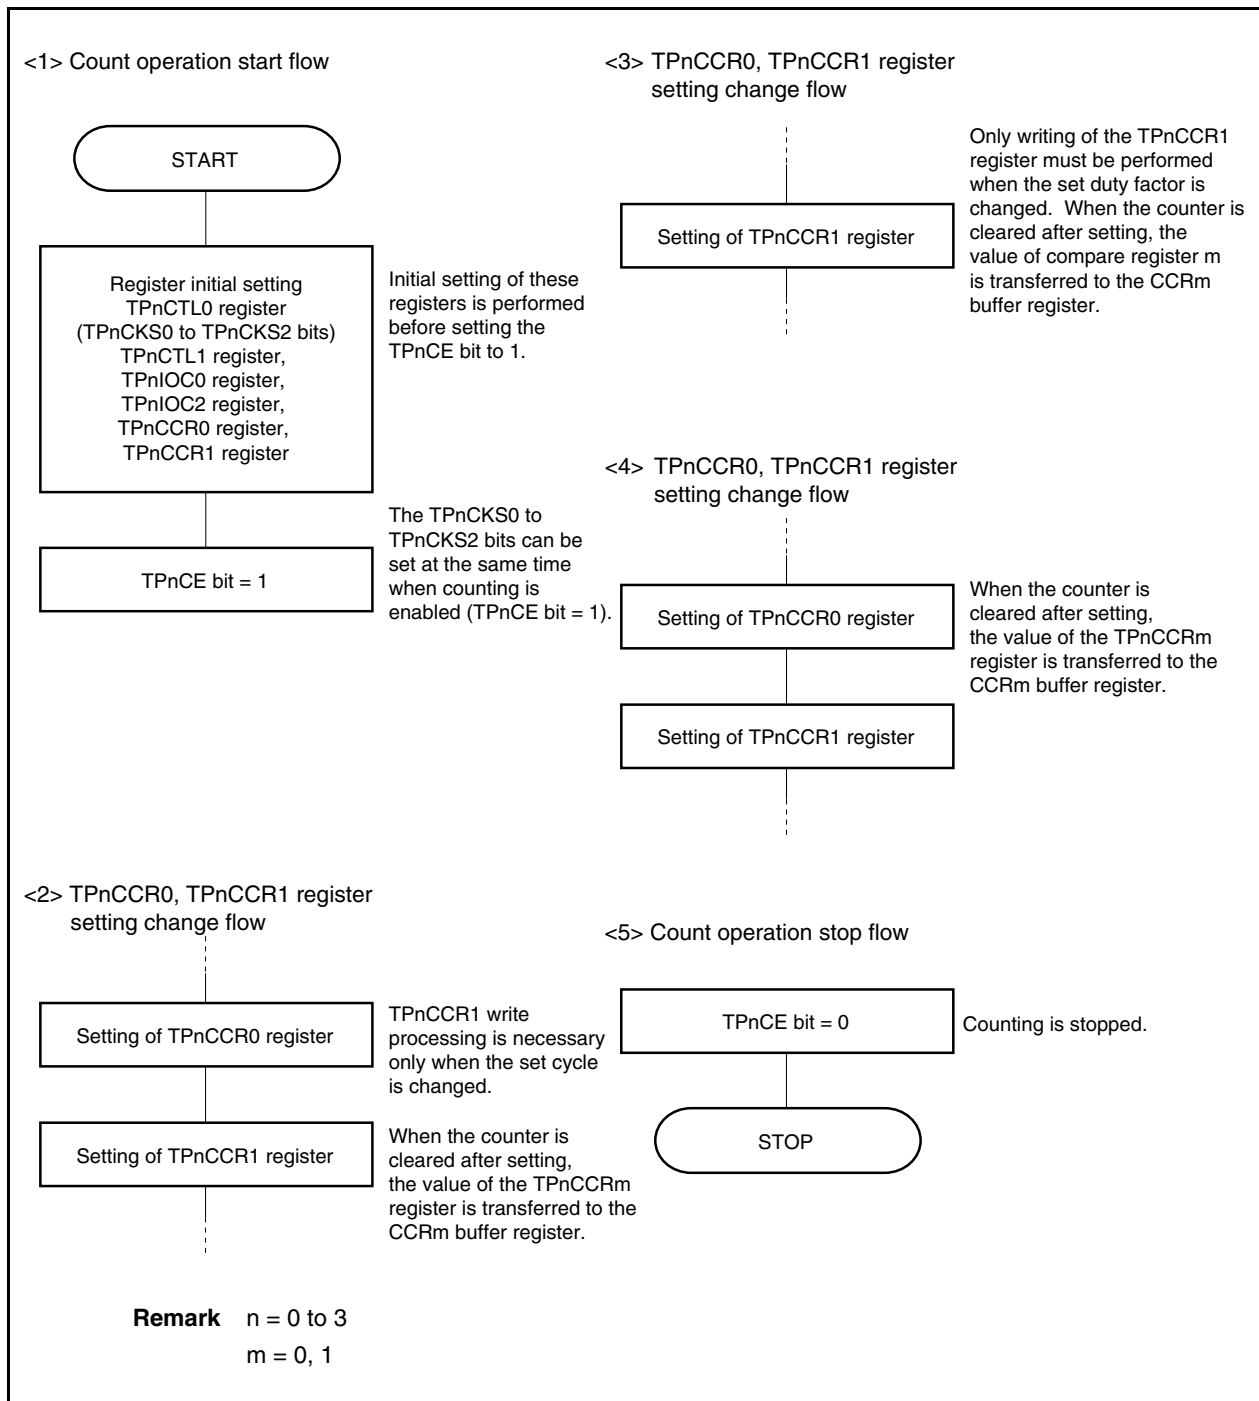 <1> Count operation start flow
START
Register initial setting
TPnCTL0 register
(TPnCKS0 to TPnCKS2 bits)
TPnCTL1 register,
TPnIOC0 register,
TPnIOC2 register,
TPnCCR0 register,
TPnCCR1 register
Initial setting of these
registers is performed
before setting the
TPnCE bit to 1.
TPnCE bit = 1
The TPnCKS0 to
TPnCKS2 bits can be
set at the same time
when counting is
enabled (TPnCE bit = 1).
<2> TPnCCR0, TPnCCR1 register
setting change flow
Setting of TPnCCR0 register
TPnCCR1 write
processing is necessary
only when the set cycle
is changed.
Setting of TPnCCR1 register
When the counter is
cleared after setting,
the value of the TPnCCRm
register is transferred to the
CCRm buffer register.
<3> TPnCCR0, TPnCCR1 register
setting change flow
Setting of TPnCCR1 register
Only writing of the TPnCCR1
register must be performed
when the set duty factor is
changed. When the counter is
cleared after setting, the
value of compare register m
is transferred to the CCRm
buffer register.
<4> TPnCCR0, TPnCCR1 register
setting change flow
Setting of TPnCCR0 register
When the counter is
cleared after setting,
the value of the TPnCCRm
register is transferred to the
CCRm buffer register.
Setting of TPnCCR1 register
<5> Count operation stop flow
TPnCE bit = 0
Counting is stopped.
STOP
Remark n = 0 to 3
m = 0, 1